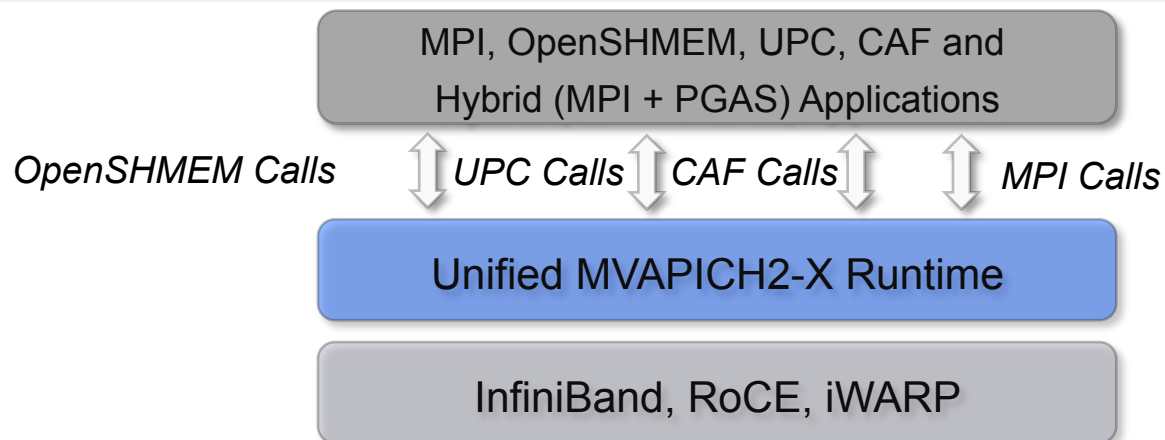 MPI, OpenSHMEM, UPC, CAF and
Hybrid (MPI + PGAS) Applications
OpenSHMEM Calls
UPC Calls
CAF Calls
MPI Calls
Unified MVAPICH2-X Runtime
InfiniBand, RoCE, iWARP